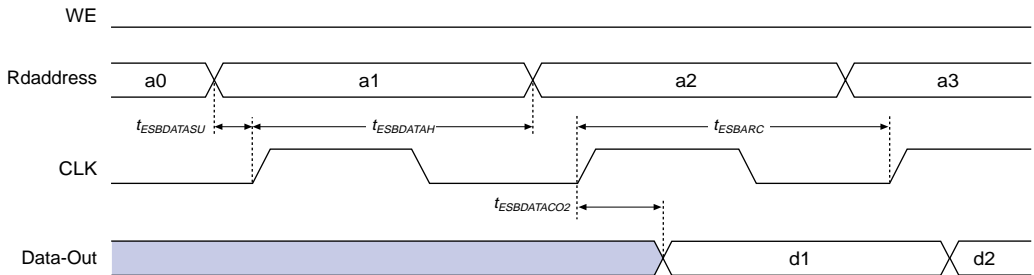 WE
Rdaddress a0 a1 a2 a3
tESBDATASU tESBDATAH tESBARC
CLK
tESBDATACO2
Data-Out d1 d2